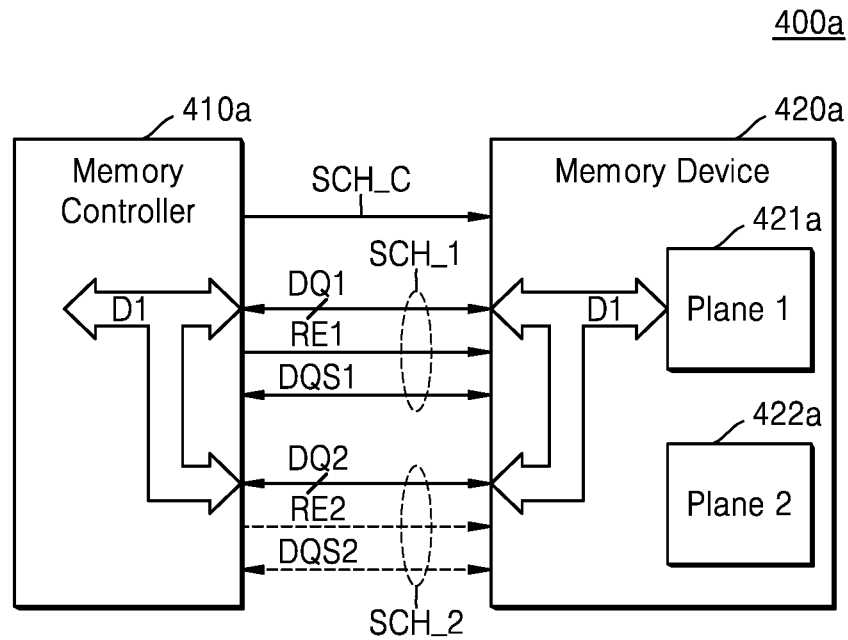 400a
410a
420a
Memory
Controller
SCH_C
Memory Device
SCH_1
421a
D1
DQ1
D1
Plane 1
RE1
DQS1
422a
DQ2
Plane 2
RE2
DQS2
SCH_2